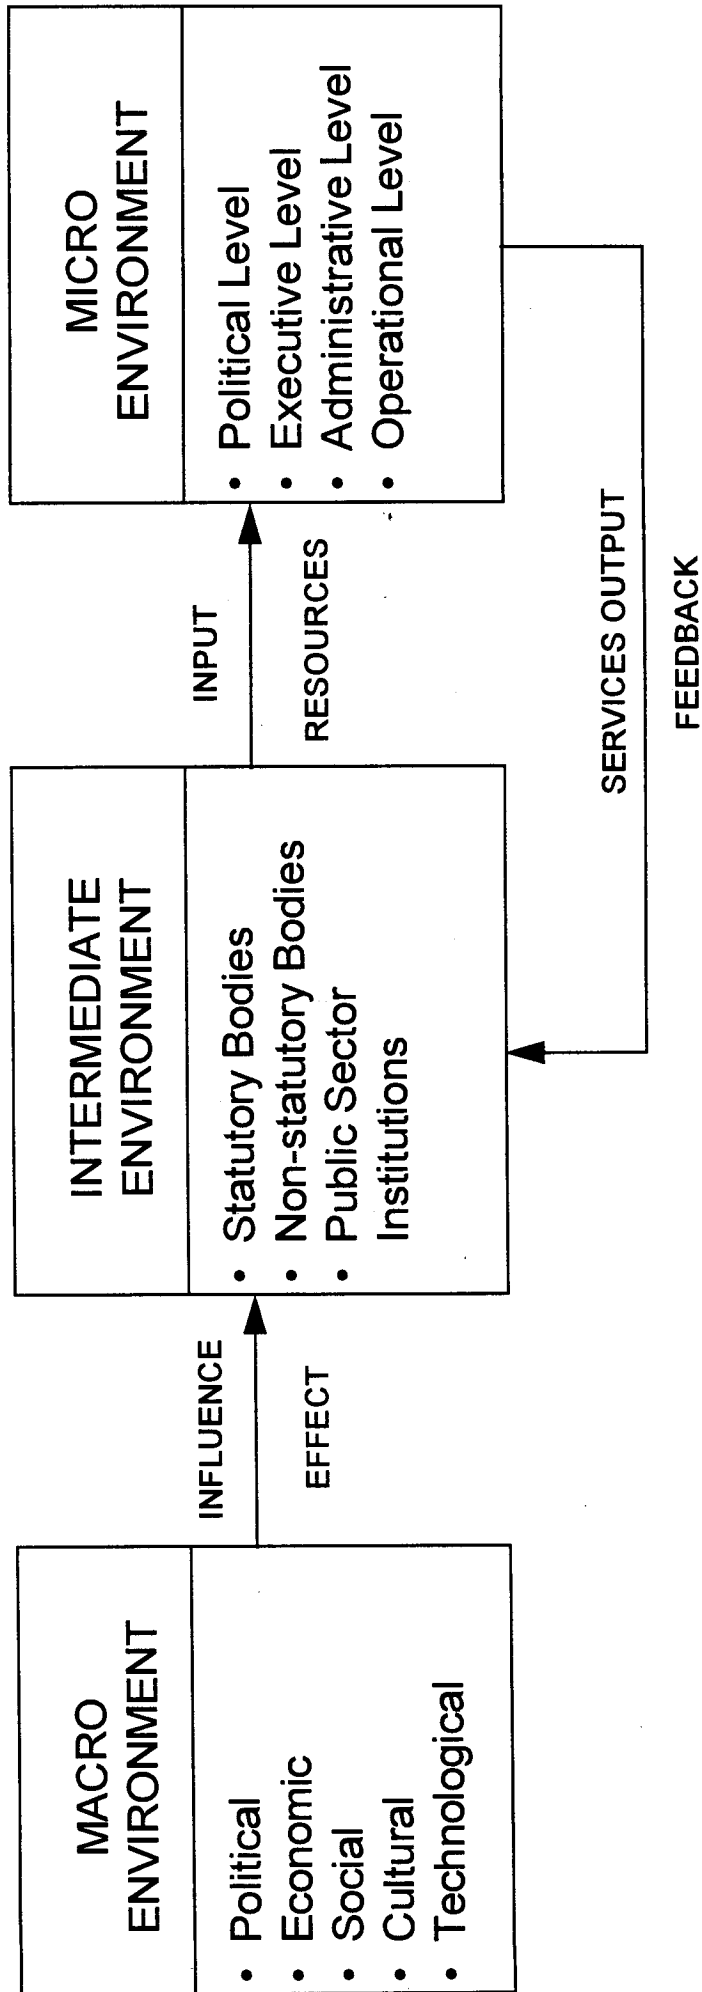 MACRO
ENVIRONMENT
• Political
• Economic
• Social
• Cultural
• Technological
INFLUENCE
EFFECT
INTERMEDIATE
ENVIRONMENT
• Statutory Bodies
• Non-statutory Bodies
• Public Sector
Institutions
INPUT
RESOURCES
MICRO
ENVIRONMENT
• Political Level
• Executive Level
• Administrative Level
• Operational Level
SERVICES OUTPUT
FEEDBACK